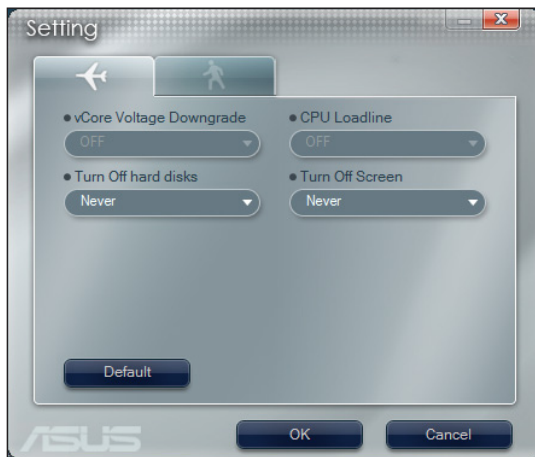 Setting
vCore Voltage Downgrade
CPU Loadline
OFF
OFF
Turn Off hard disks
Turn Off Screen
Never
Never
Default
ASUS
OK
Cancel